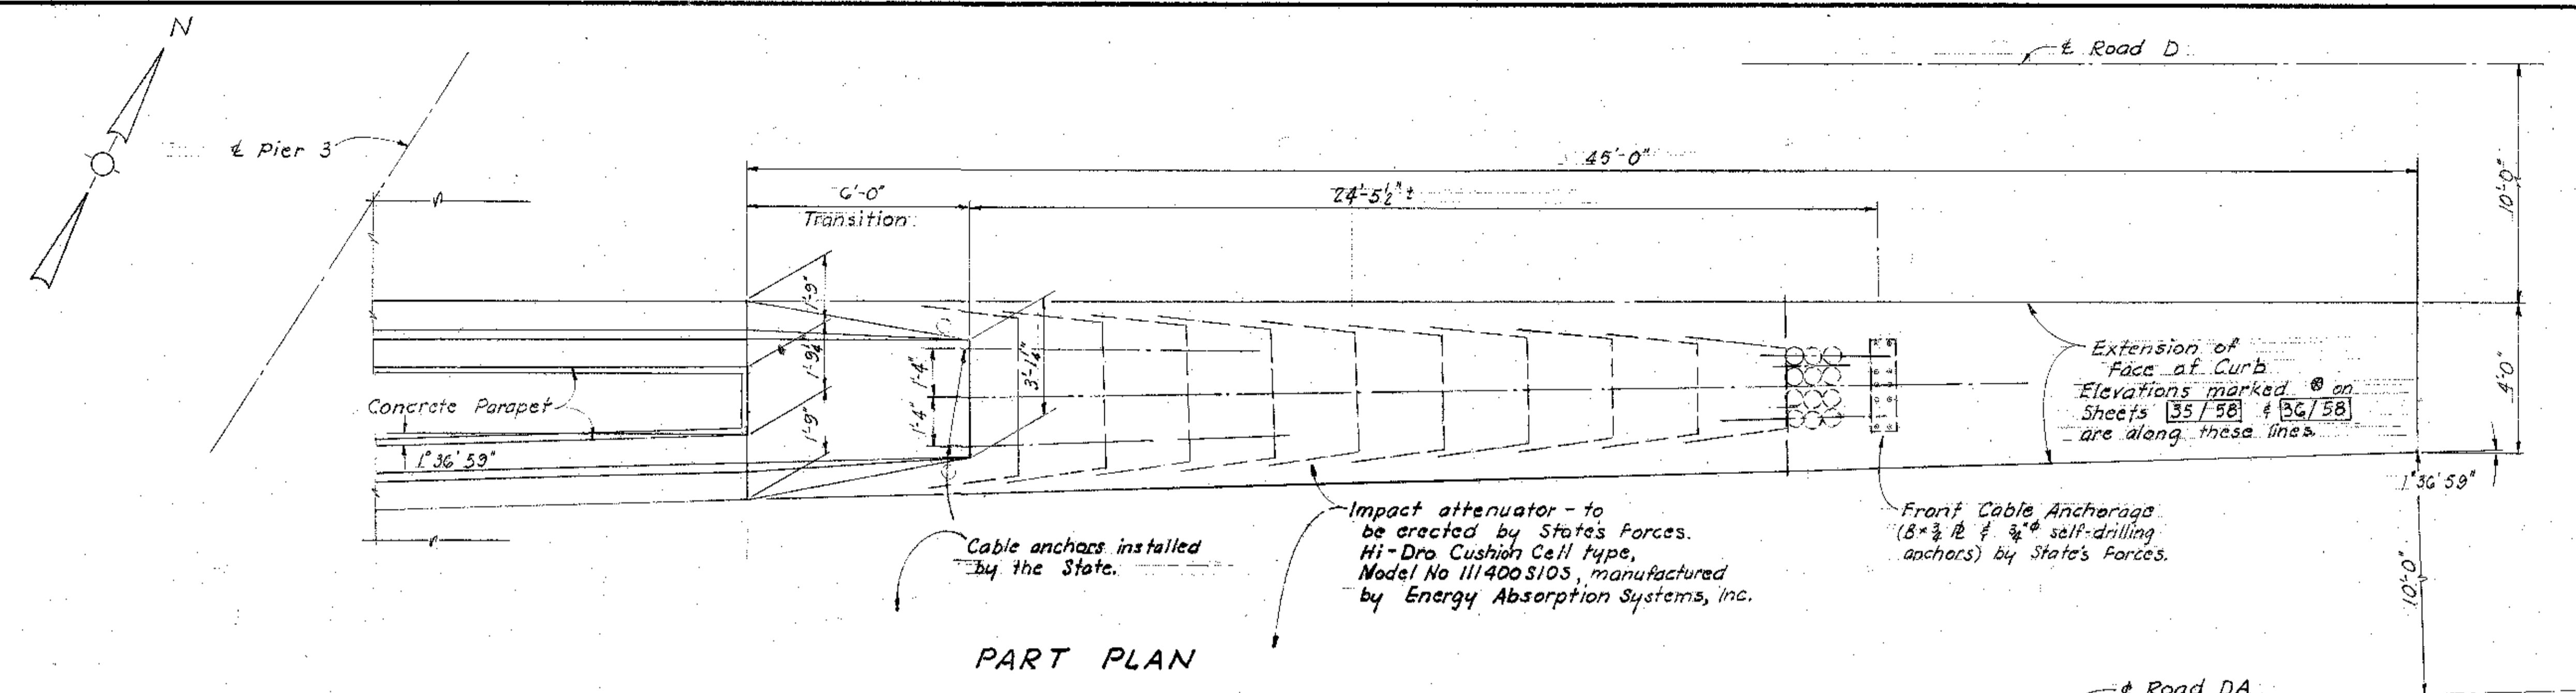 N
℄ Road D
℄ Pier 3
45'-0"
10'-0"
6'-0"
Transition
24'-5½"±
1'-9"
1'-9¼"
1'-9"
1'-4"
1'-4"
3'-1¼"
Concrete Parapet
1°36'59"
Extension of
Face of Curb
Elevations marked ⊗ on
Sheets 35/58 & 36/58
are along these lines.
4'-0"
1°36'59"
Cable anchors installed
by the State.
Impact attenuator - to
be erected by State's Forces.
Hi-Dro Cushion Cell type,
Model No 111400S105, manufactured
by Energy Absorption Systems, Inc.
Front Cable Anchorage
(8×¾ ℞ & ¾"ϕ self-drilling
anchors) by State's Forces.
10'-0"
PART PLAN
℄ Road DA